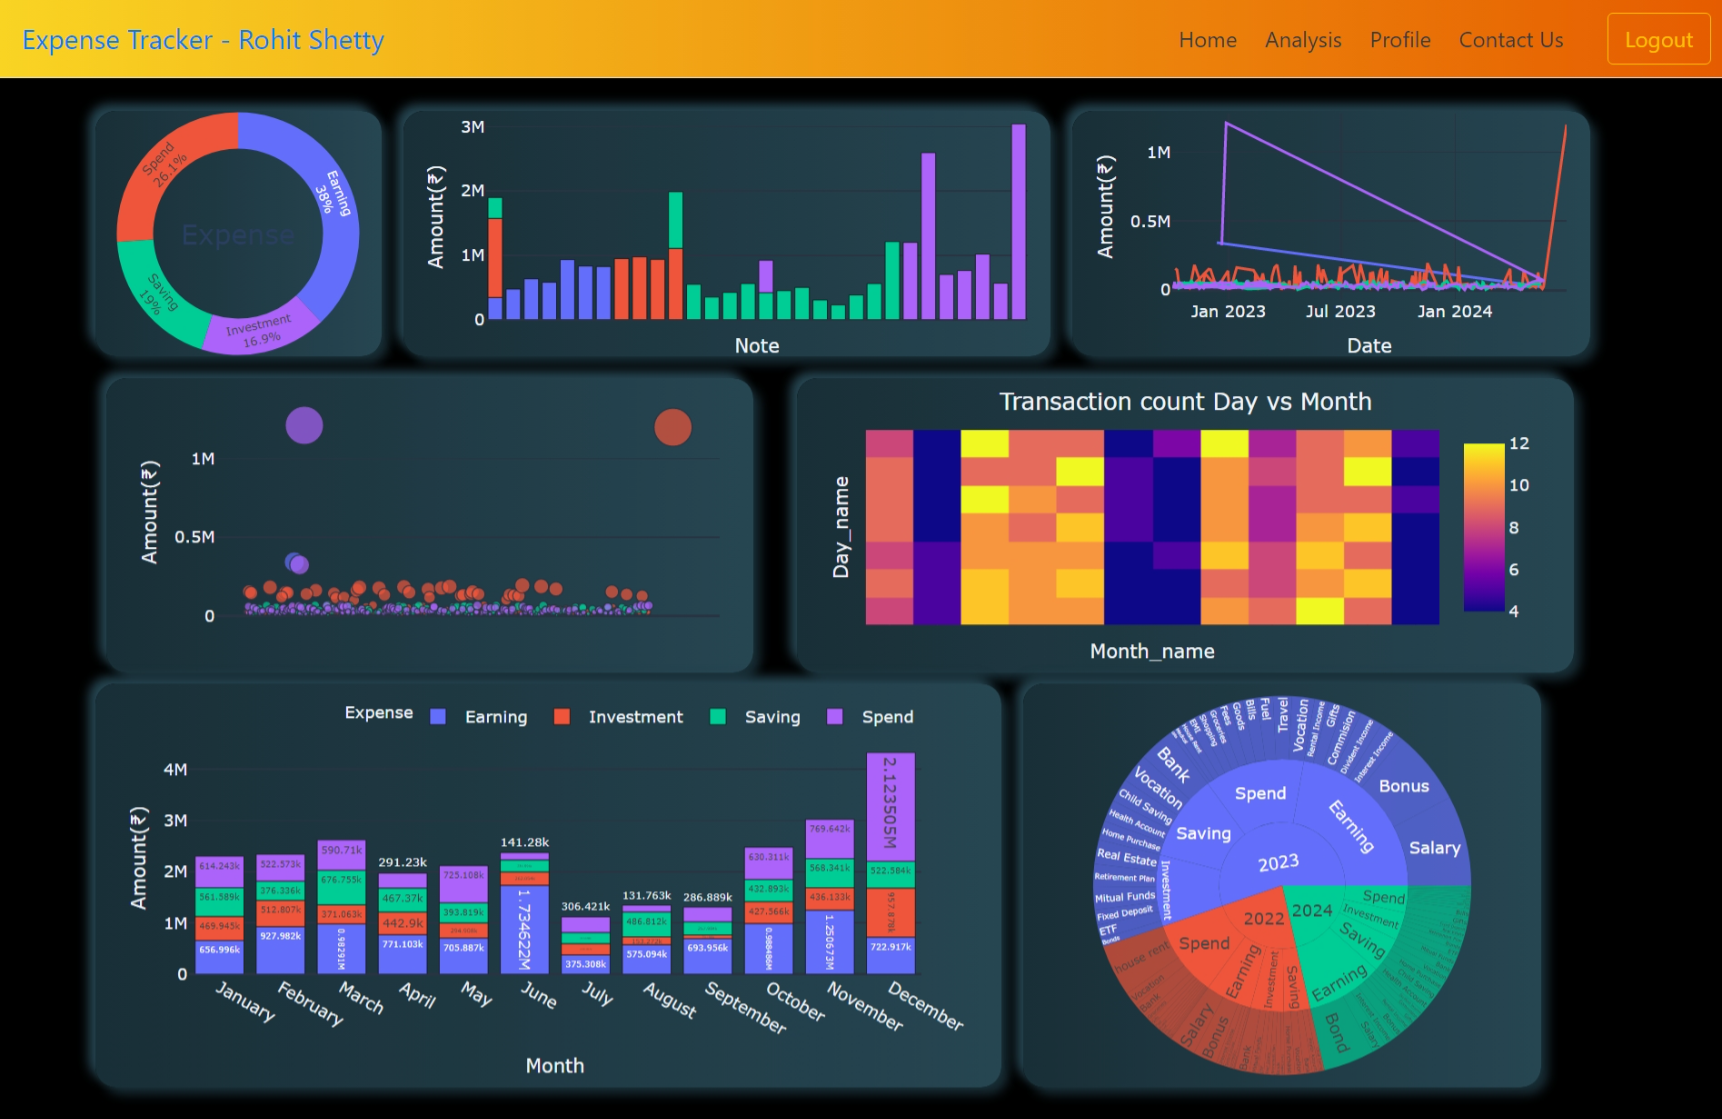 Expense Tracker - Rohit Shetty
Home
Analysis
Profile
Contact Us
Logout
Spend
26.1%
Earning
38%
Expense
Saving
19%
Investment
16.9%
3M
2M
1M
0
Amount(₹)
Note
1M
0.5M
0
Amount(₹)
Jan 2023
Jul 2023
Jan 2024
Date
1M
0.5M
0
Amount(₹)
Transaction count Day vs Month
Day_name
Month_name
12
10
8
6
4
Expense
Earning
Investment
Saving
Spend
4M
3M
2M
1M
0
Amount(₹)
614.243k
561.589k
469.945k
656.996k
522.573k
376.336k
512.807k
927.982k
590.71k
676.755k
371.063k
0.98291M
291.23k
467.37k
442.9k
771.103k
725.108k
393.819k
705.887k
141.28k
1.734622M
306.421k
375.308k
131.763k
486.812k
575.094k
286.889k
693.956k
630.311k
432.893k
427.566k
0.988486M
769.642k
568.341k
436.133k
1.250673M
2.123505M
522.584k
957.878k
722.917k
January
February
March
April
May
June
July
August
September
October
November
December
Month
2023
Spend
Earning
Saving
Investment
Bonus
Salary
Interest Income
Dividend Income
Commision
Gifts
Rental Income
Vocation
Travel
Fuel
Bills
Goods
Fees
Groceries
Shopping
EMI
Bank
Vocation
Child Saving
Health Account
Home Purchase
Real Estate
Retirement Plan
Mitual Funds
Fixed Deposit
ETF
Bonds
2022
Spend
Earning
Investment
Saving
house rent
Vocation
Bank
Salary
Bonus
Bank
2024
Spend
Investment
Saving
Earning
Bond
Salary